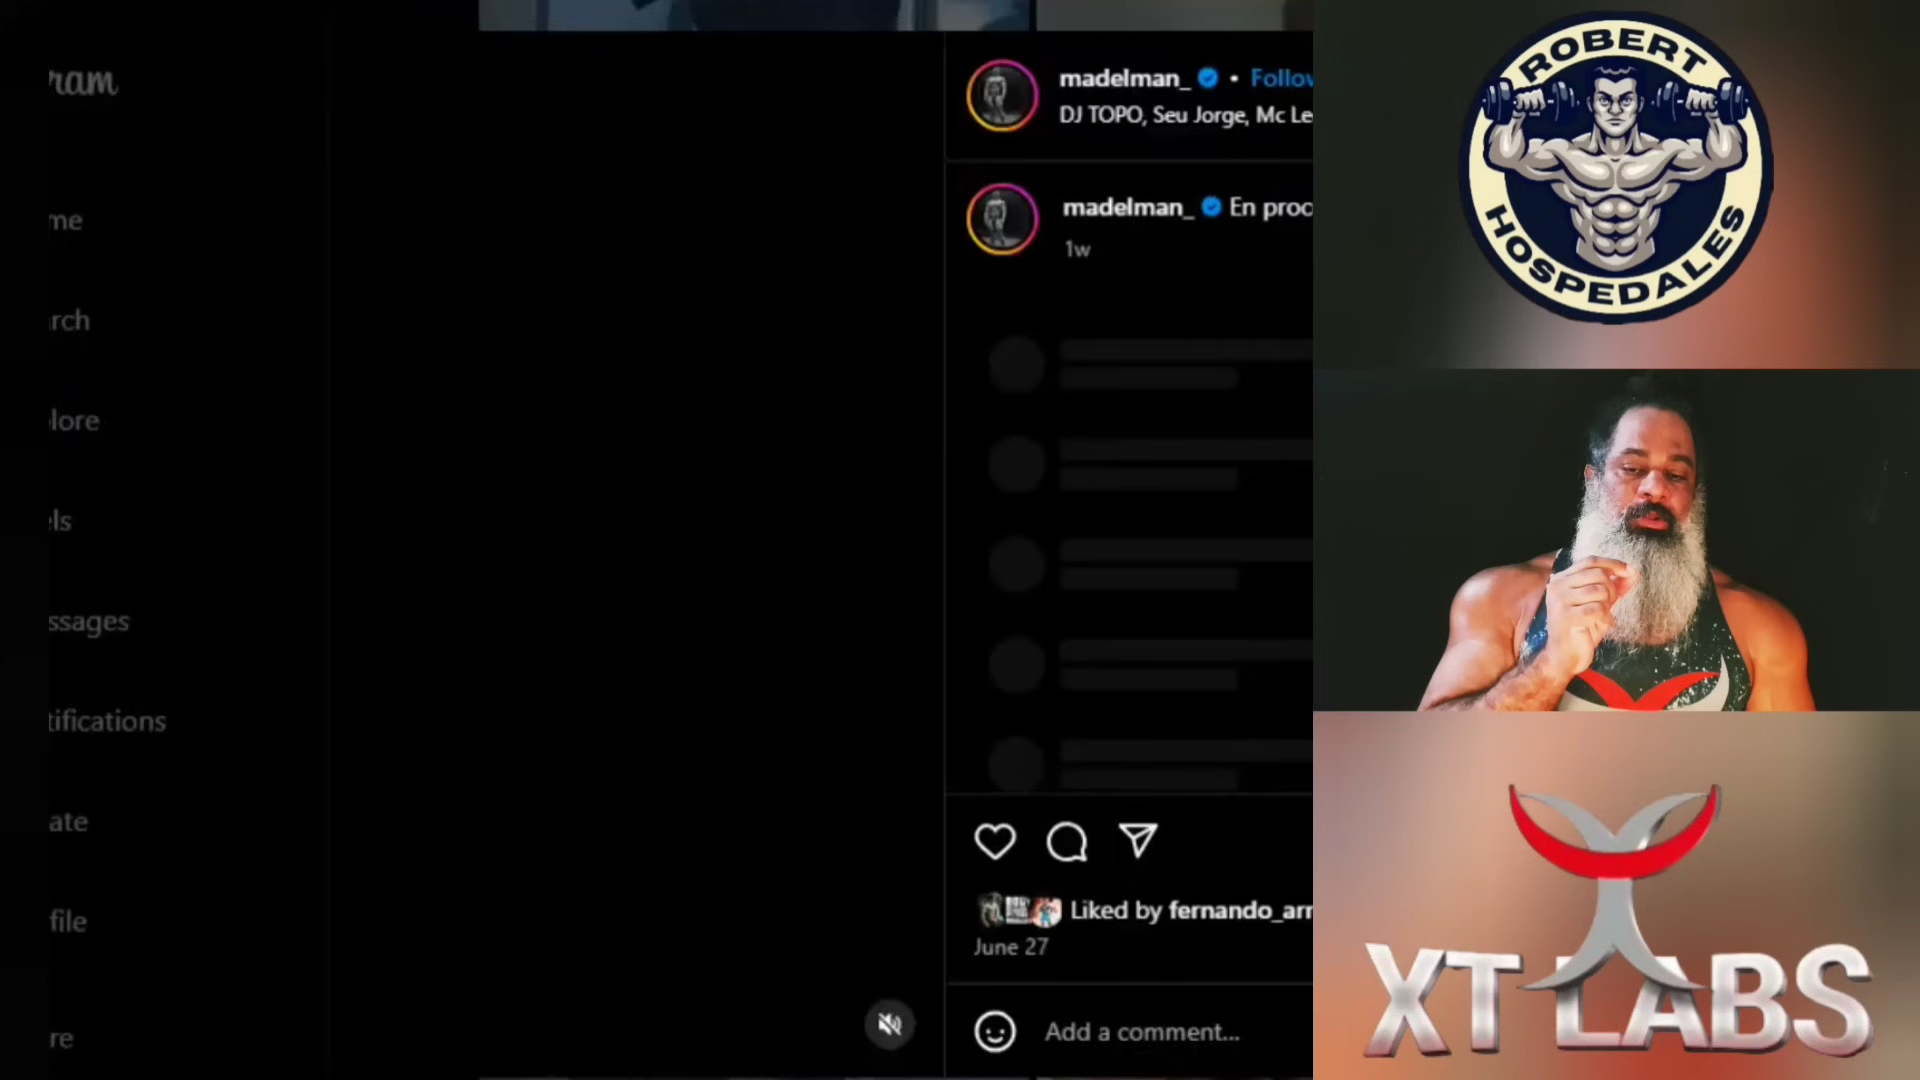 ram
me
rch
lore
els
ssages
tifications
ate
file
re
madelman_ • Follow
DJ TOPO, Seu Jorge, Mc Le
madelman_ En proc
1w
Liked by fernando_arr
June 27
Add a comment...
ROBERT
HOSPEDALES
XT LABS